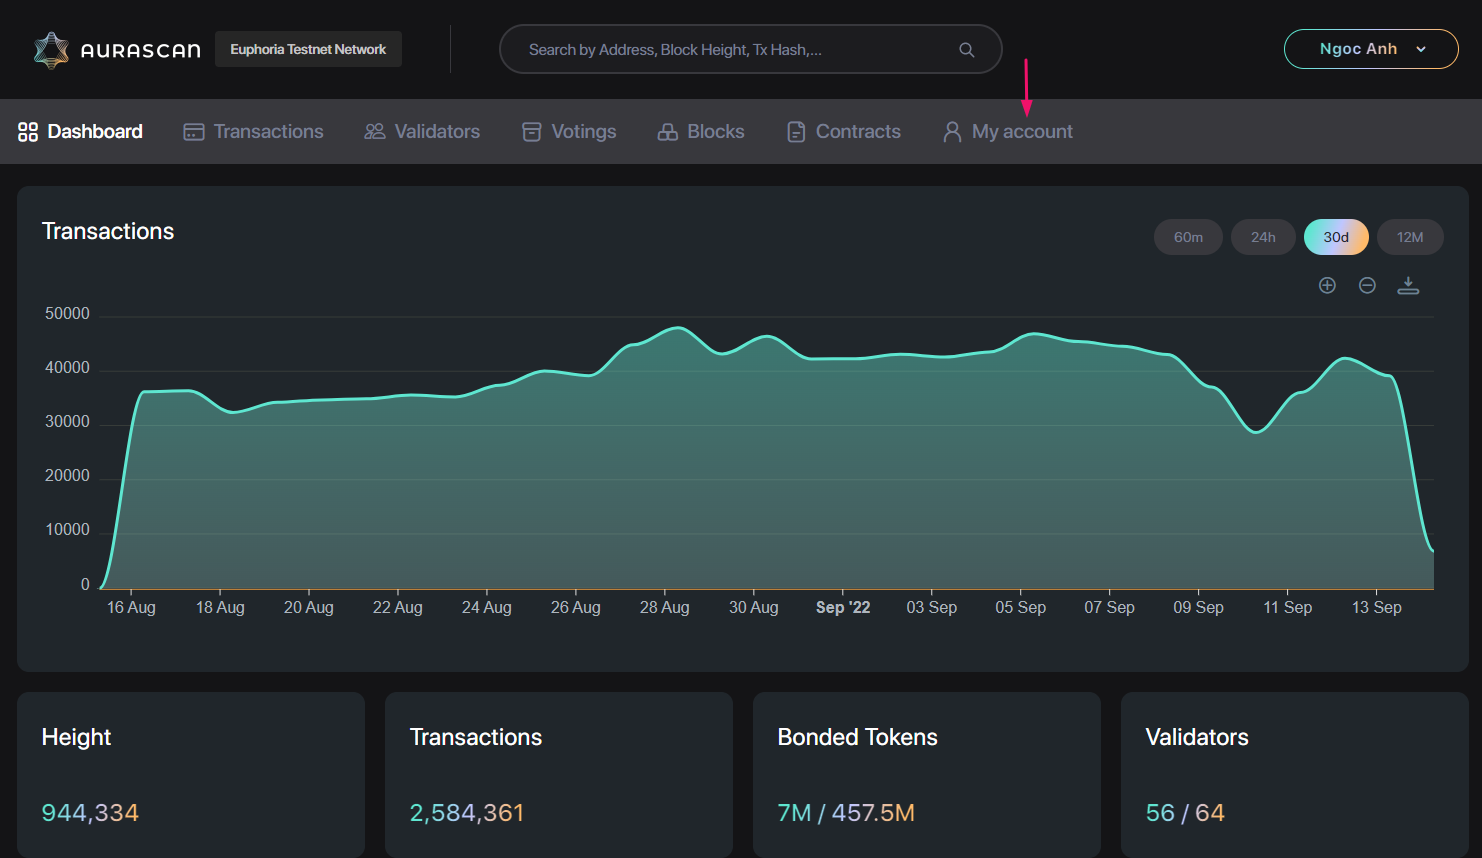 AURASCAN
Euphoria Testnet Network
Search by Address, Block Height, Tx Hash,...
Ngoc Anh
Dashboard
Transactions
Validators
Votings
Blocks
Contracts
My account
Transactions
60m
24h
30d
12M
50000
40000
30000
20000
10000
0
16 Aug
18 Aug
20 Aug
22 Aug
24 Aug
26 Aug
28 Aug
30 Aug
Sep '22
03 Sep
05 Sep
07 Sep
09 Sep
11 Sep
13 Sep
Height
944,334
Transactions
2,584,361
Bonded Tokens
7M / 457.5M
Validators
56 / 64